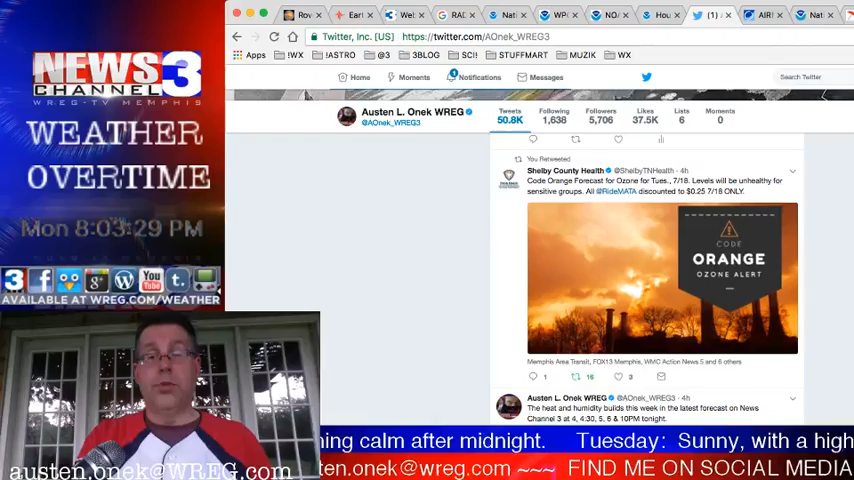 NEWS
CHANNEL 3
WREG-TV MEMPHIS
WEATHER
OVERTIME
Mon 8:03:29 PM
AVAILABLE AT WREG.COM/WEATHER
Earth
NOA
Twitter, Inc. [US] https://twitter.com/AOnek_WREG3
Apps !WX !ASTRO @3 3BLOG SCI! STUFFMART MUZIK WX
Home Moments 1 Notifications Messages Search Twitter
Austen L. Onek WREG
@AOnek_WREG3
Tweets Following Followers Likes Lists Moments
50.8K 1,638 5,706 37.5K 6 0
You Retweeted
Shelby County Health @ShelbyTNHealth · 4h
Code Orange Forecast for Ozone for Tues., 7/18. Levels will be unhealthy for
sensitive groups. All @RideMATA discounted to $0.25 7/18 ONLY.
CODE
ORANGE
OZONE ALERT
Memphis Area Transit, FOX13 Memphis, WMC Action News 5 and 6 others
1 16 3
Austen L. Onek WREG @AOnek_WREG3 · 4h
The heat and humidity builds this week in the latest forecast on News
Channel 3 at 4, 4:30, 5, 6 & 10PM tonight.
ning calm after midnight. Tuesday: Sunny, with a high
ten.onek@wreg.com ~~~ FIND ME ON SOCIAL MEDIA
austen.onek@WREG.com